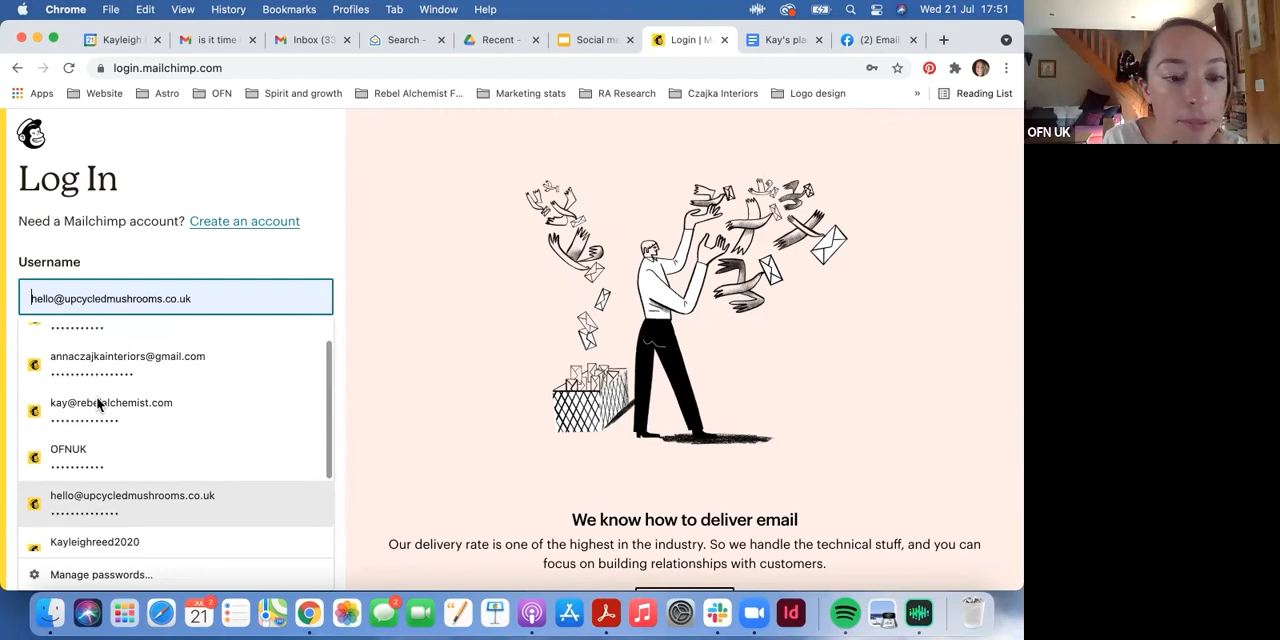 Chrome File Edit View History Bookmarks Profiles Tab Window Help Wed 21 Jul 17:51
Kayleigh is it time Inbox (33 Search - Recent - Social me Login | M Kay's pla (2) Email
login.mailchimp.com
Apps Website Astro OFN Spirit and growth Rebel Alchemist F... Marketing stats RA Research Czajka Interiors Logo design » Reading List
OFN UK
Log In
Need a Mailchimp account? Create an account
Username
hello@upcycledmushrooms.co.uk
annaczajkainteriors@gmail.com
kay@rebelalchemist.com
OFNUK
hello@upcycledmushrooms.co.uk
Kayleighreed2020
Manage passwords...
We know how to deliver email
Our delivery rate is one of the highest in the industry. So we handle the technical stuff, and you can
focus on building relationships with customers.
JUL 2
21
2
Id